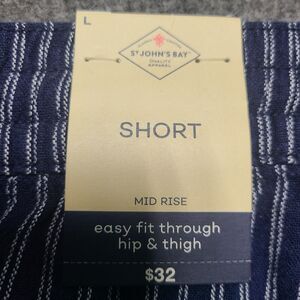 L
ST JOHN'S BAY
QUALITY
APPAREL
SHORT
MID RISE
easy fit through
hip & thigh
$32